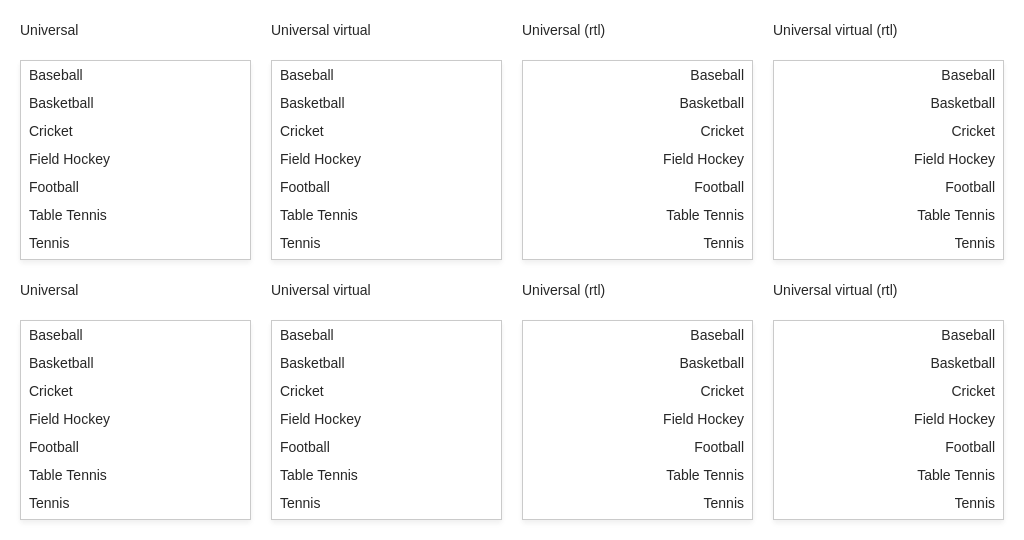 Universal
Baseball
Basketball
Cricket
Field Hockey
Football
Table Tennis
Tennis
Universal virtual
Baseball
Basketball
Cricket
Field Hockey
Football
Table Tennis
Tennis
Universal (rtl)
Baseball
Basketball
Cricket
Field Hockey
Football
Table Tennis
Tennis
Universal virtual (rtl)
Baseball
Basketball
Cricket
Field Hockey
Football
Table Tennis
Tennis
Universal
Baseball
Basketball
Cricket
Field Hockey
Football
Table Tennis
Tennis
Universal virtual
Baseball
Basketball
Cricket
Field Hockey
Football
Table Tennis
Tennis
Universal (rtl)
Baseball
Basketball
Cricket
Field Hockey
Football
Table Tennis
Tennis
Universal virtual (rtl)
Baseball
Basketball
Cricket
Field Hockey
Football
Table Tennis
Tennis